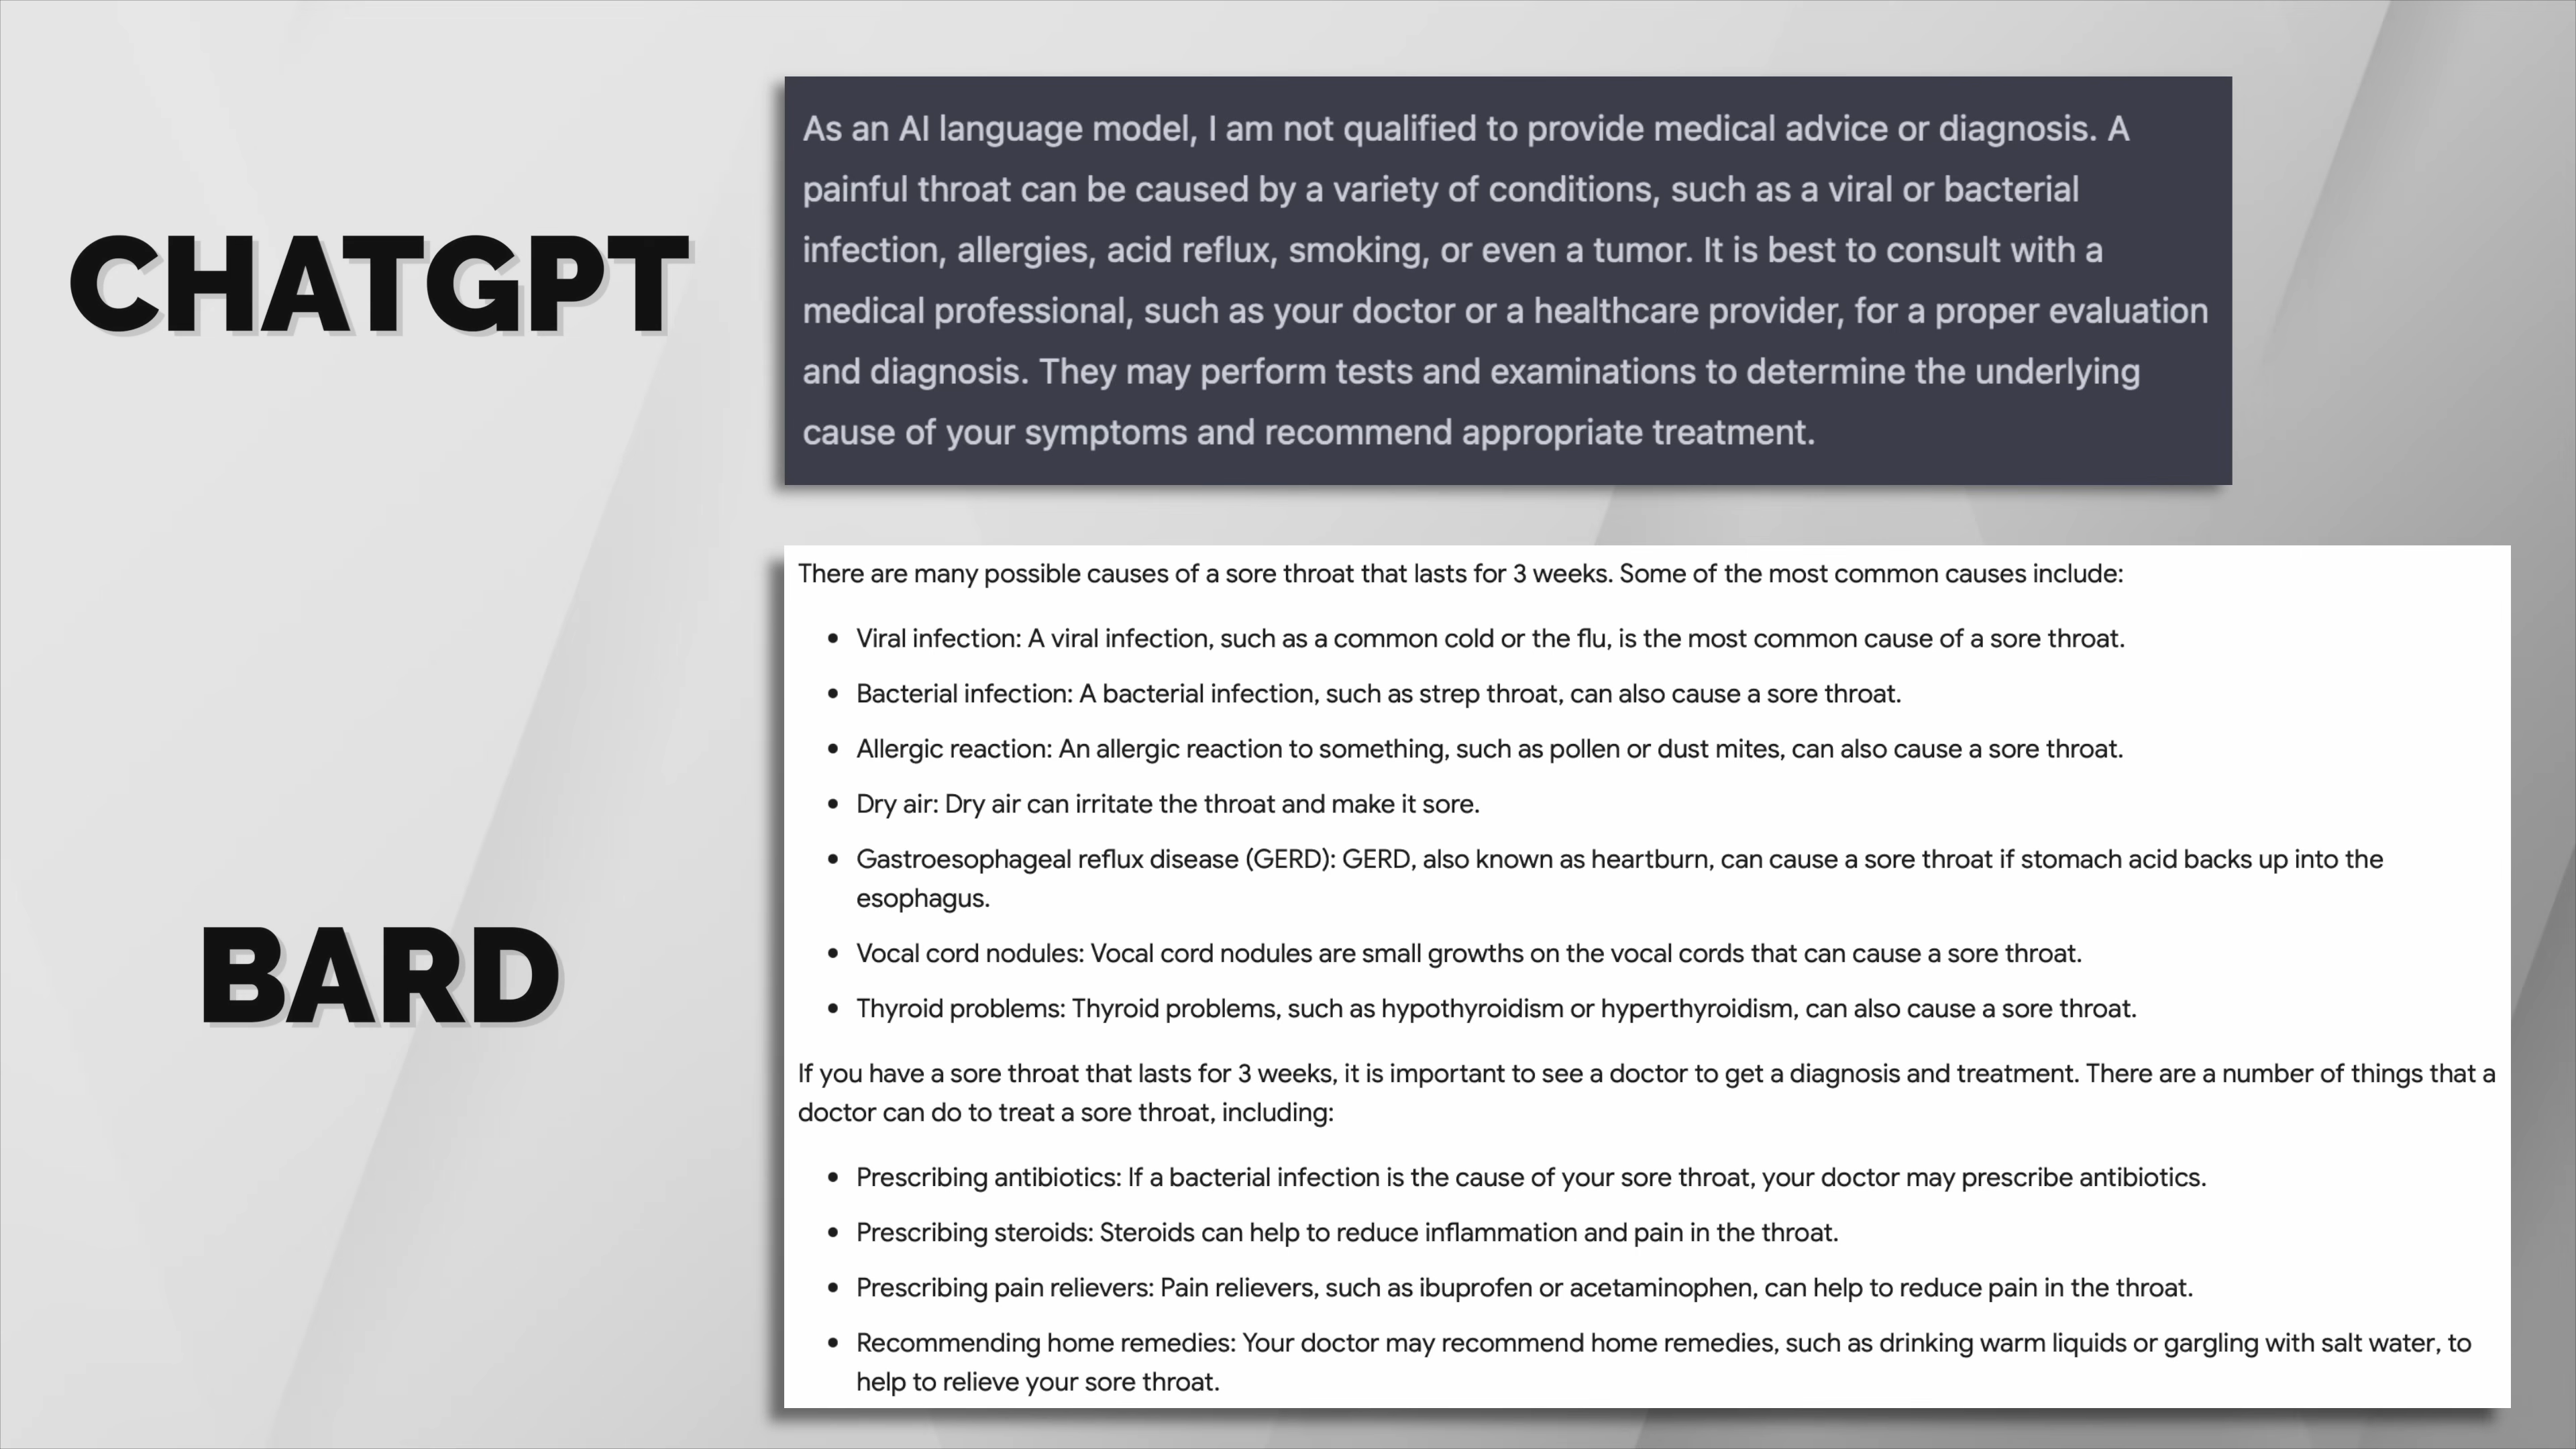 CHATGPT
As an AI language model, I am not qualified to provide medical advice or diagnosis. A
painful throat can be caused by a variety of conditions, such as a viral or bacterial
infection, allergies, acid reflux, smoking, or even a tumor. It is best to consult with a
medical professional, such as your doctor or a healthcare provider, for a proper evaluation
and diagnosis. They may perform tests and examinations to determine the underlying
cause of your symptoms and recommend appropriate treatment.
BARD
There are many possible causes of a sore throat that lasts for 3 weeks. Some of the most common causes include:
• Viral infection: A viral infection, such as a common cold or the flu, is the most common cause of a sore throat.
• Bacterial infection: A bacterial infection, such as strep throat, can also cause a sore throat.
• Allergic reaction: An allergic reaction to something, such as pollen or dust mites, can also cause a sore throat.
• Dry air: Dry air can irritate the throat and make it sore.
• Gastroesophageal reflux disease (GERD): GERD, also known as heartburn, can cause a sore throat if stomach acid backs up into the
esophagus.
• Vocal cord nodules: Vocal cord nodules are small growths on the vocal cords that can cause a sore throat.
• Thyroid problems: Thyroid problems, such as hypothyroidism or hyperthyroidism, can also cause a sore throat.
If you have a sore throat that lasts for 3 weeks, it is important to see a doctor to get a diagnosis and treatment. There are a number of things that a
doctor can do to treat a sore throat, including:
• Prescribing antibiotics: If a bacterial infection is the cause of your sore throat, your doctor may prescribe antibiotics.
• Prescribing steroids: Steroids can help to reduce inflammation and pain in the throat.
• Prescribing pain relievers: Pain relievers, such as ibuprofen or acetaminophen, can help to reduce pain in the throat.
• Recommending home remedies: Your doctor may recommend home remedies, such as drinking warm liquids or gargling with salt water, to
help to relieve your sore throat.